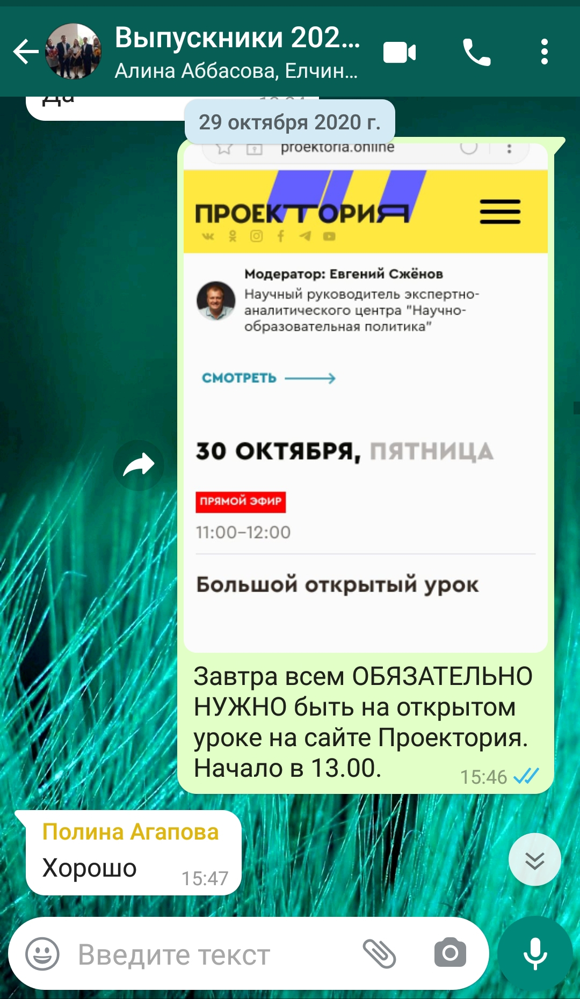 Выпускники 202...
Алина Аббасова, Елчин...
Да
29 октября 2020 г.
proektoria.online
ПРОЕКТОРИЯ
Модератор: Евгений Сжёнов
Научный руководитель экспертно-
аналитического центра "Научно-
образовательная политика"
СМОТРЕТЬ
30 ОКТЯБРЯ, ПЯТНИЦА
ПРЯМОЙ ЭФИР
11:00–12:00
Большой открытый урок
Завтра всем ОБЯЗАТЕЛЬНО
НУЖНО быть на открытом
уроке на сайте Проектория.
Начало в 13.00.
15:46
Полина Агапова
Хорошо
15:47
Введите текст